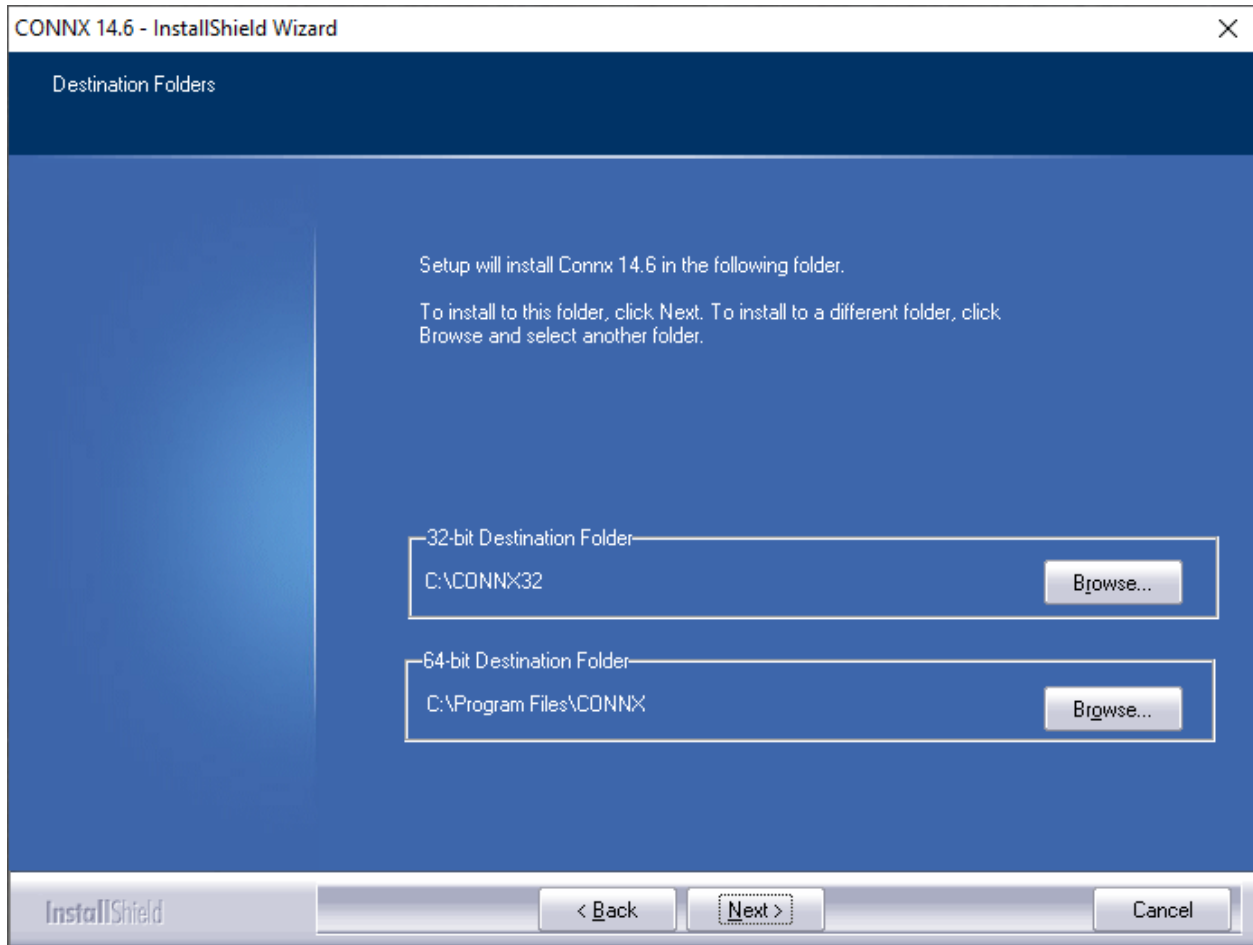 CONNX 14.6 - InstallShield Wizard
Destination Folders
Setup will install Connx 14.6 in the following folder.
To install to this folder, click Next. To install to a different folder, click
Browse and select another folder.
32-bit Destination Folder
C:\CONNX32
Browse...
64-bit Destination Folder
C:\Program Files\CONNX
Browse...
InstallShield
< Back
Next >
Cancel